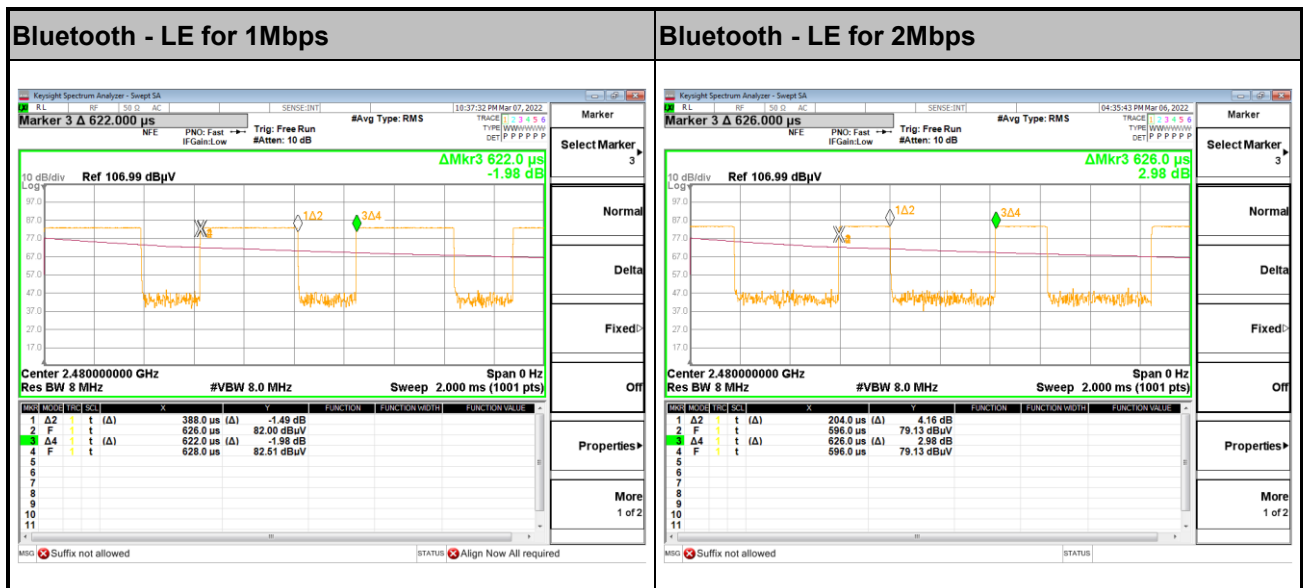 Bluetooth - LE for 1Mbps
Keysight Spectrum Analyzer - Swept SA
RL RF 50 Ω AC SENSE:INT 10:37:32 PM Mar 07, 2022
Marker 3 Δ 622.000 µs
#Avg Type: RMS
TRACE 1 2 3 4 5 6
TYPE WWWWWW
DET P P P P P P
NFE PNO: Fast Trig: Free Run
IFGain:Low #Atten: 10 dB
ΔMkr3 622.0 µs
-1.98 dB
10 dB/div Ref 106.99 dBµV
Log
97.0
87.0
77.0
67.0
57.0
47.0
37.0
27.0
17.0
1Δ2
3Δ4
Center 2.480000000 GHz Span 0 Hz
Res BW 8 MHz #VBW 8.0 MHz Sweep 2.000 ms (1001 pts)
MKR MODE TRC SCL X Y FUNCTION FUNCTION WIDTH FUNCTION VALUE
1 Δ2 1 t (Δ) 388.0 µs (Δ) -1.49 dB
2 F 1 t 626.0 µs 82.00 dBµV
3 Δ4 1 t (Δ) 622.0 µs (Δ) -1.98 dB
4 F 1 t 628.0 µs 82.51 dBµV
5
6
7
8
9
10
11
MSG Suffix not allowed STATUS Align Now All required
Marker
Select Marker
3
Normal
Delta
Fixed
Off
Properties
More
1 of 2
Bluetooth - LE for 2Mbps
Keysight Spectrum Analyzer - Swept SA
RL RF 50 Ω AC SENSE:INT 04:35:43 PM Mar 06, 2022
Marker 3 Δ 626.000 µs
#Avg Type: RMS
TRACE 1 2 3 4 5 6
TYPE WWWWWW
DET P P P P P P
NFE PNO: Fast Trig: Free Run
IFGain:Low #Atten: 10 dB
ΔMkr3 626.0 µs
2.98 dB
10 dB/div Ref 106.99 dBµV
Log
97.0
87.0
77.0
67.0
57.0
47.0
37.0
27.0
17.0
1Δ2
3Δ4
Center 2.480000000 GHz Span 0 Hz
Res BW 8 MHz #VBW 8.0 MHz Sweep 2.000 ms (1001 pts)
MKR MODE TRC SCL X Y FUNCTION FUNCTION WIDTH FUNCTION VALUE
1 Δ2 1 t (Δ) 204.0 µs (Δ) 4.16 dB
2 F 1 t 596.0 µs 79.13 dBµV
3 Δ4 1 t (Δ) 626.0 µs (Δ) 2.98 dB
4 F 1 t 596.0 µs 79.13 dBµV
5
6
7
8
9
10
11
MSG Suffix not allowed STATUS
Marker
Select Marker
3
Normal
Delta
Fixed
Off
Properties
More
1 of 2